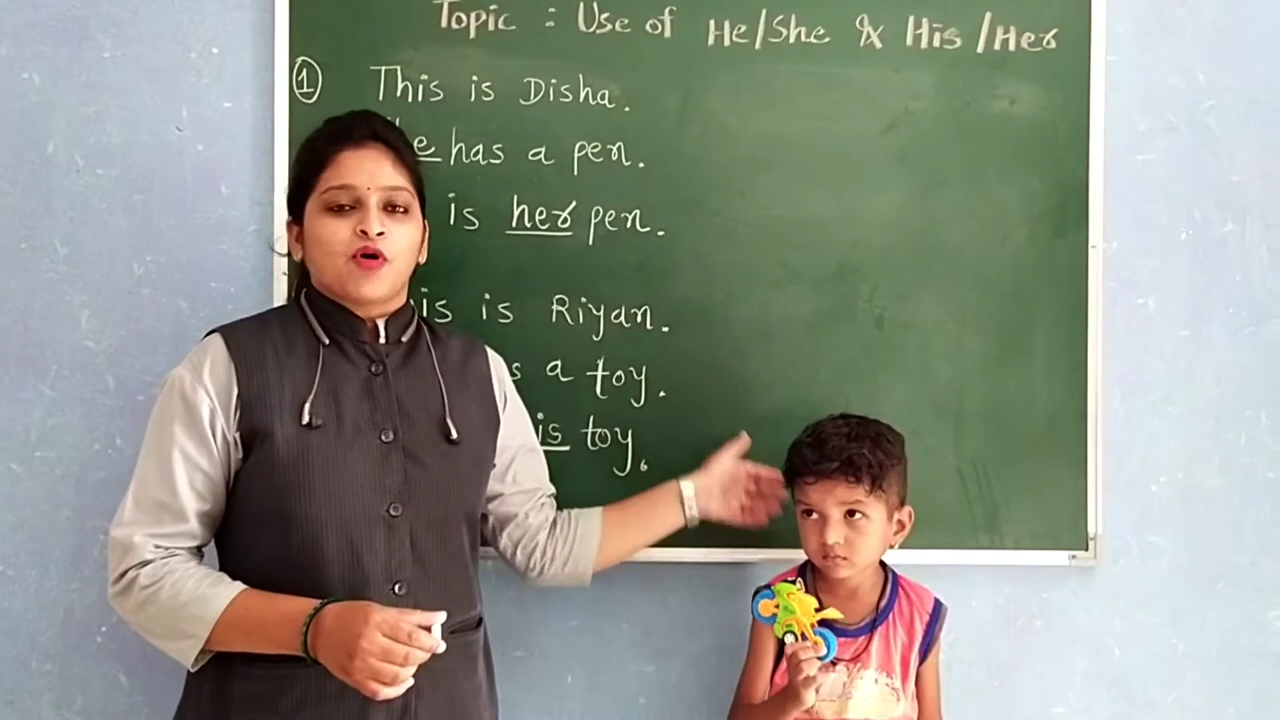 Topic : Use of He/She & His/Her
① This is Disha.
has a pen.
is her pen.
is Riyan.
a toy.
toy.